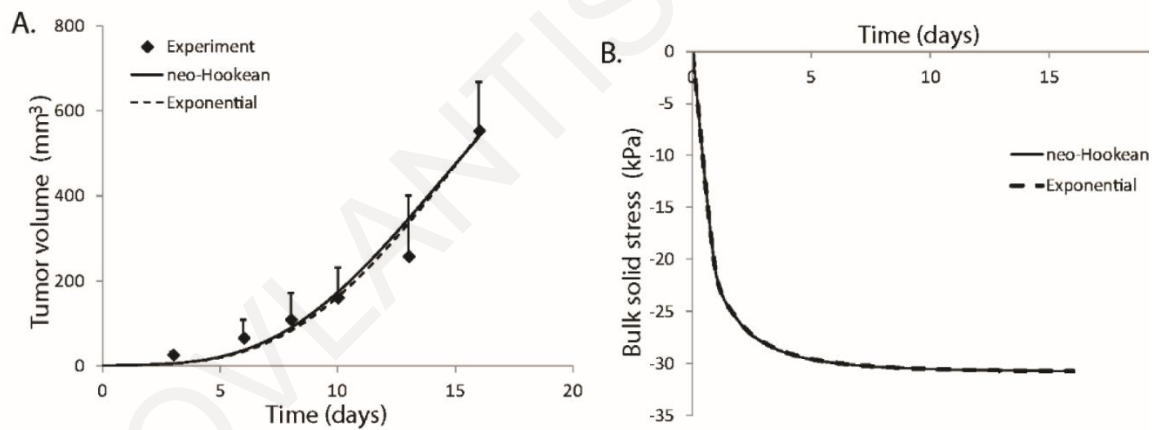 A.
Tumor volume (mm³)
800
600
400
200
0
Experiment
neo-Hookean
Exponential
0 5 10 15 20
Time (days)
B.
Time (days)
Bulk solid stress (kPa)
0 5 10 15
0
-5
-10
-15
-20
-25
-30
-35
neo-Hookean
Exponential
OVLANTIS